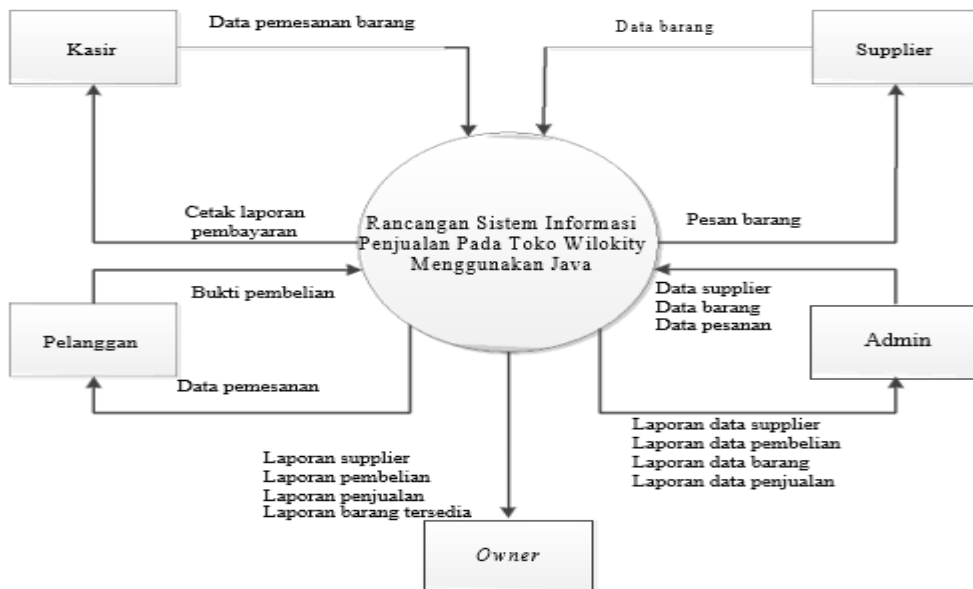 Kasir
Data pemesanan barang
Data barang
Supplier
Cetak laporan
pembayaran
Rancangan Sistem Informasi
Penjualan Pada Toko Wilokity
Menggunakan Java
Pesan barang
Bukti pembelian
Data supplier
Data barang
Data pesanan
Pelanggan
Admin
Data pemesanan
Laporan supplier
Laporan pembelian
Laporan penjualan
Laporan barang tersedia
Laporan data supplier
Laporan data pembelian
Laporan data barang
Laporan data penjualan
Owner